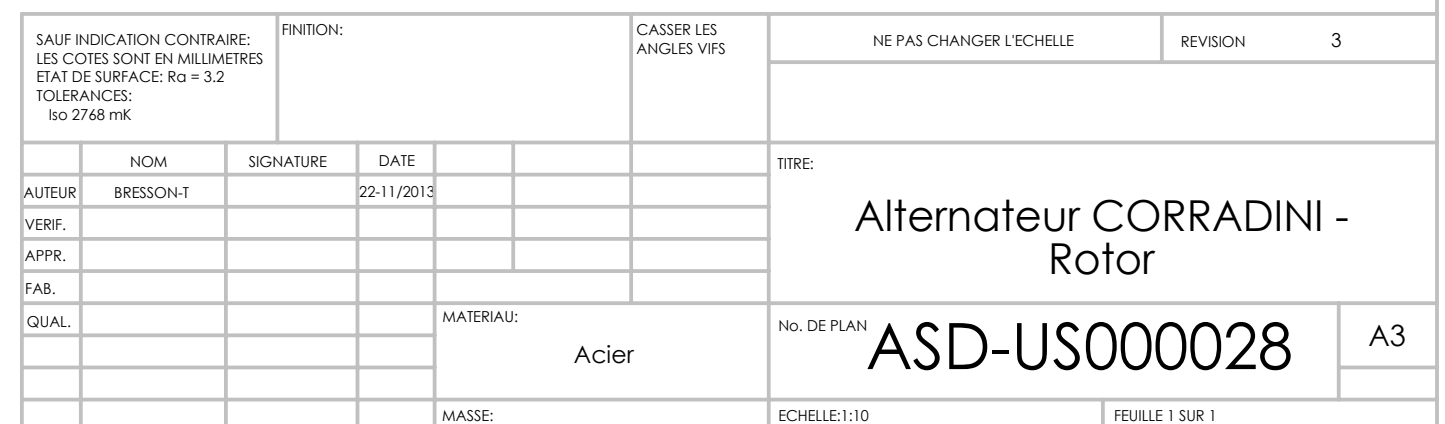 SAUF INDICATION CONTRAIRE:
LES COTES SONT EN MILLIMETRES
ETAT DE SURFACE: Ra = 3.2
TOLERANCES:
Iso 2768 mK
FINITION:
CASSER LES
ANGLES VIFS
NE PAS CHANGER L'ECHELLE
REVISION 3
NOM SIGNATURE DATE
AUTEUR BRESSON-T 22-11/2013
VERIF.
APPR.
FAB.
QUAL.
TITRE:
Alternateur CORRADINI -
Rotor
MATERIAU:
Acier
No. DE PLAN ASD-US000028 A3
MASSE:
ECHELLE:1:10
FEUILLE 1 SUR 1